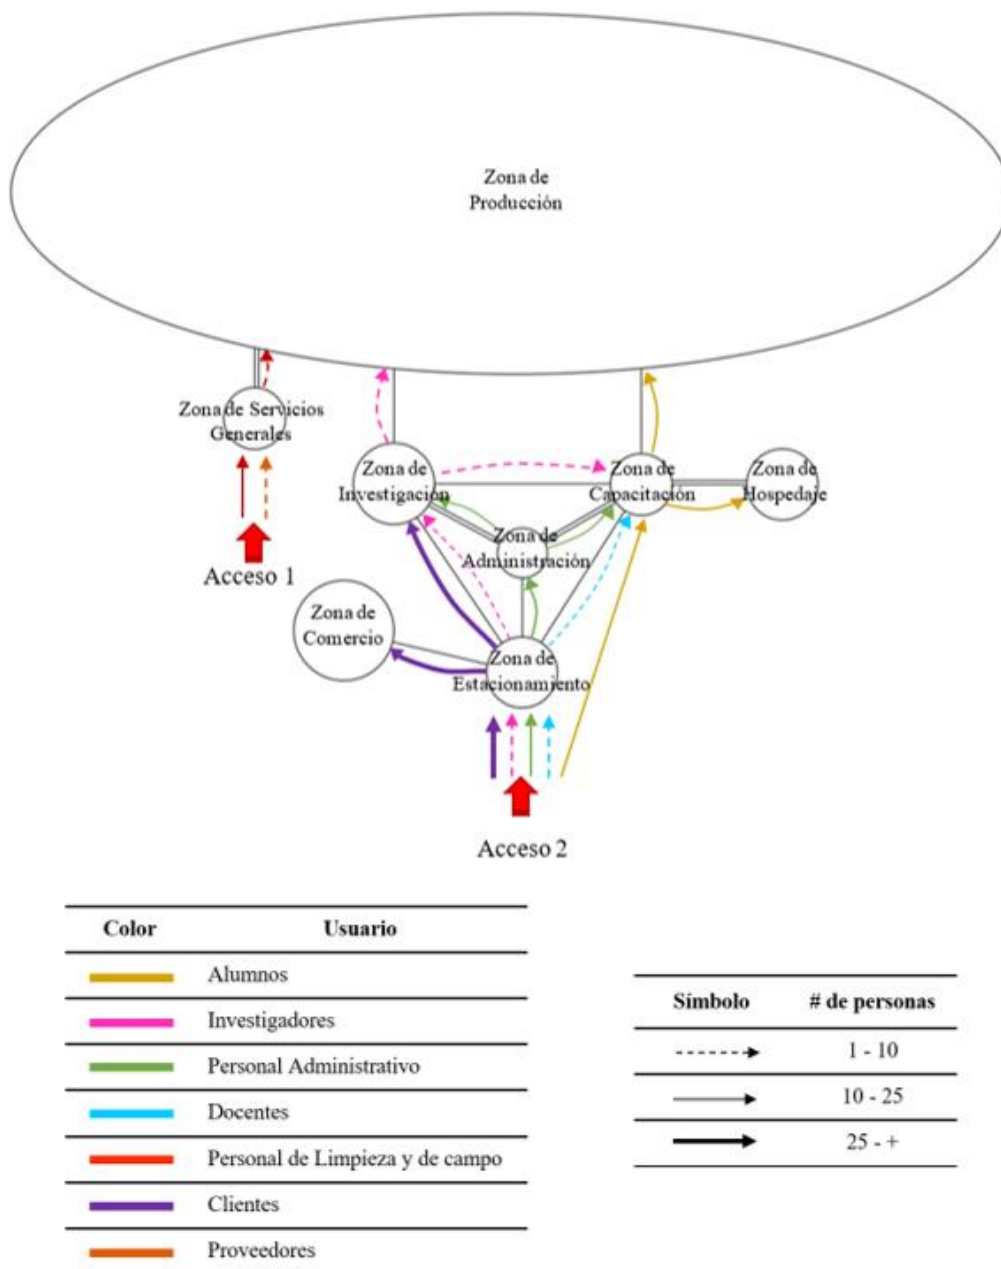 Zona de
Producción
Zona de Servicios
Generales
Zona de
Investigación
Zona de
Capacitación
Zona de
Hospedaje
Zona de
Administración
Acceso 1
Zona de
Comercio
Zona de
Estacionamiento
Acceso 2
Color Usuario
Alumnos
Investigadores
Personal Administrativo
Docentes
Personal de Limpieza y de campo
Clientes
Proveedores
Símbolo # de personas
1 - 10
10 - 25
25 - +